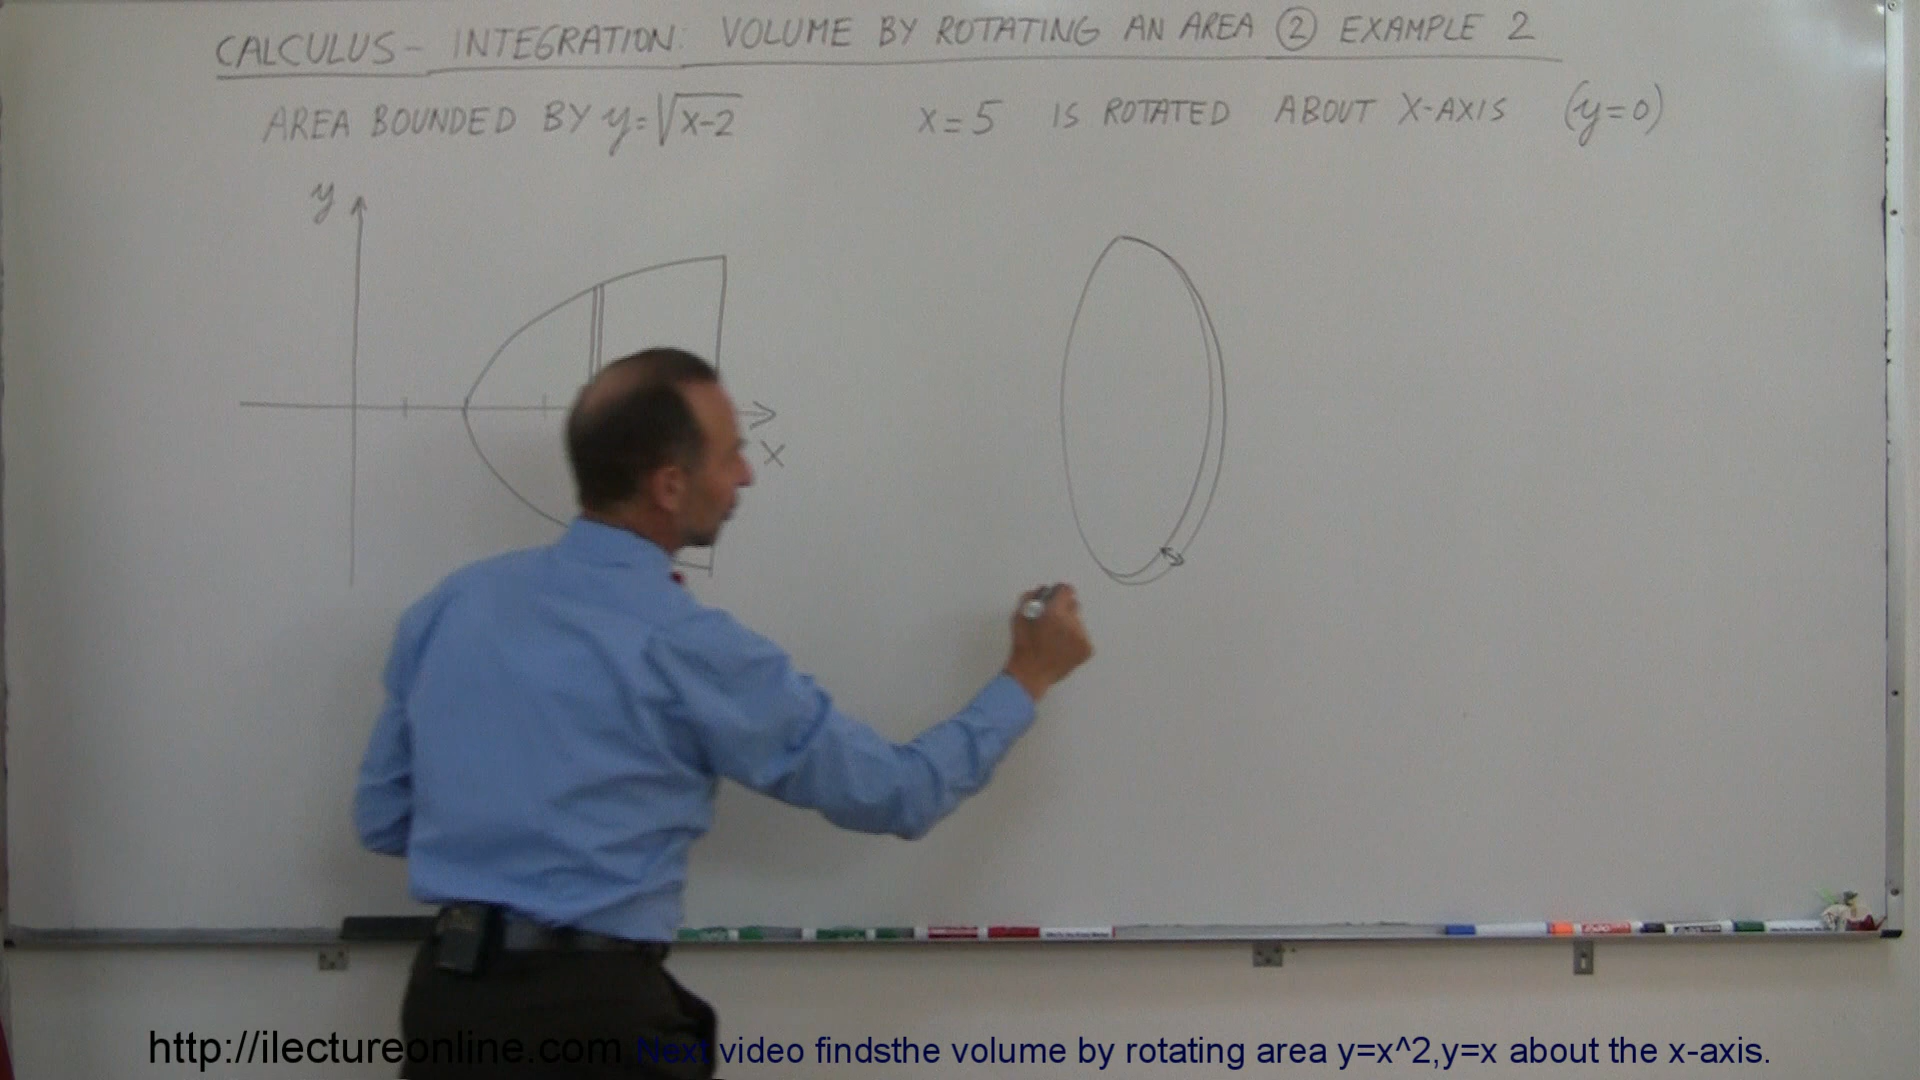 CALCULUS - INTEGRATION: VOLUME BY ROTATING AN AREA ② EXAMPLE 2
AREA BOUNDED BY y=√x-2 x=5 IS ROTATED ABOUT X-AXIS (y=0)
y
x
http://ilectureonline.com Next video findsthe volume by rotating area y=x^2,y=x about the x-axis.